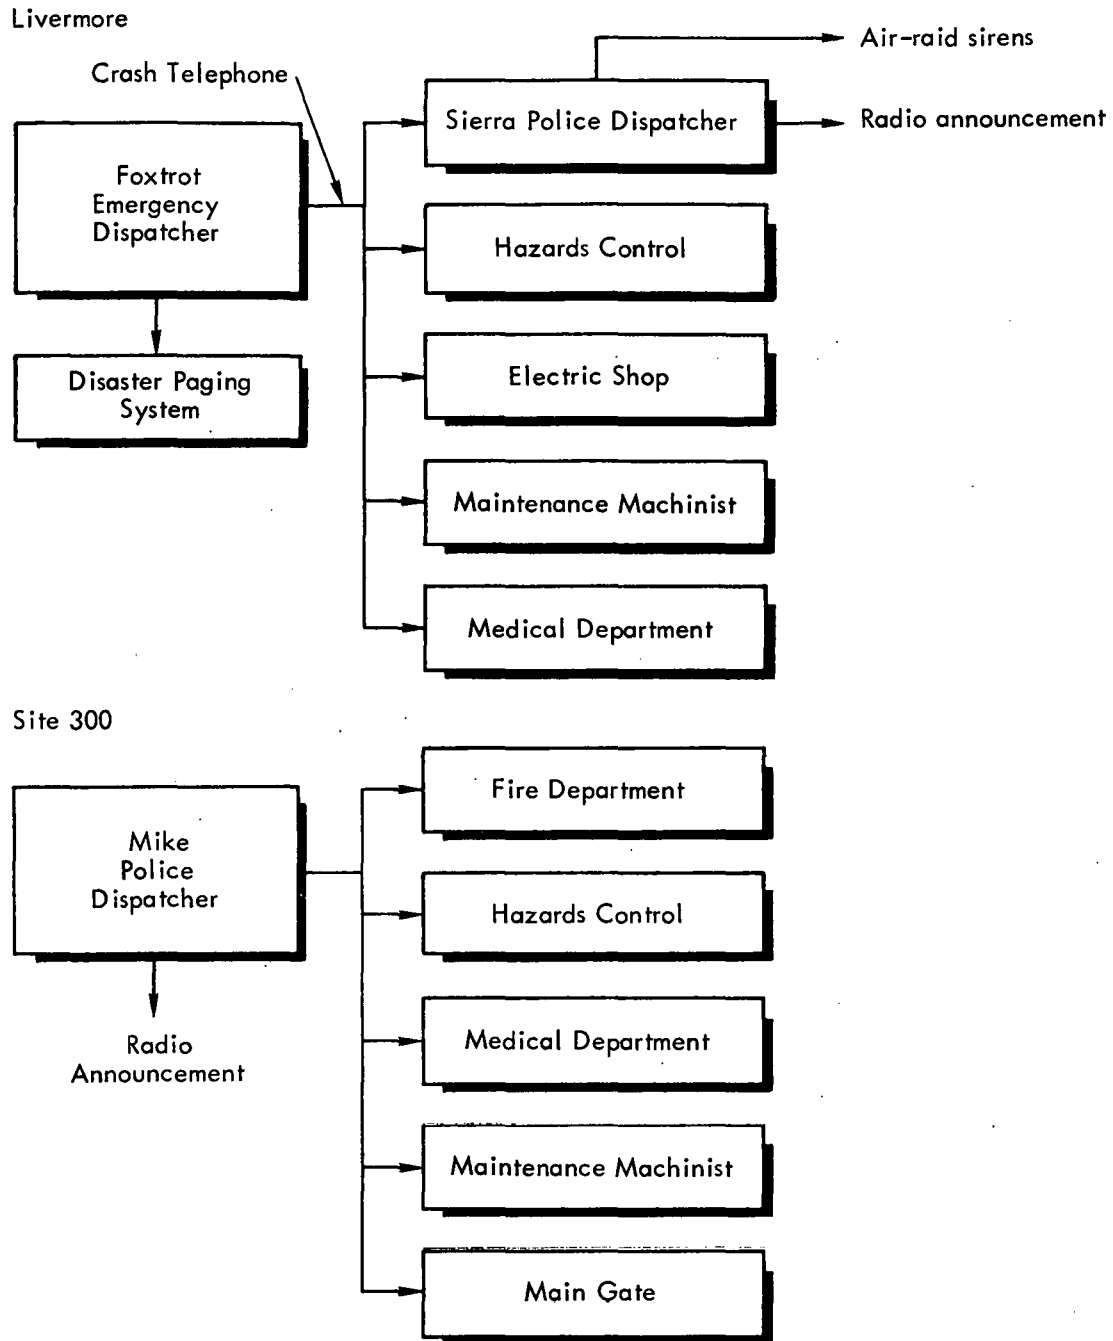 Livermore
Air-raid sirens
Crash Telephone
Sierra Police Dispatcher
Radio announcement
Foxtrot
Emergency
Dispatcher
Hazards Control
Disaster Paging
System
Electric Shop
Maintenance Machinist
Medical Department
Site 300
Fire Department
Mike
Police
Dispatcher
Hazards Control
Radio
Announcement
Medical Department
Maintenance Machinist
Main Gate